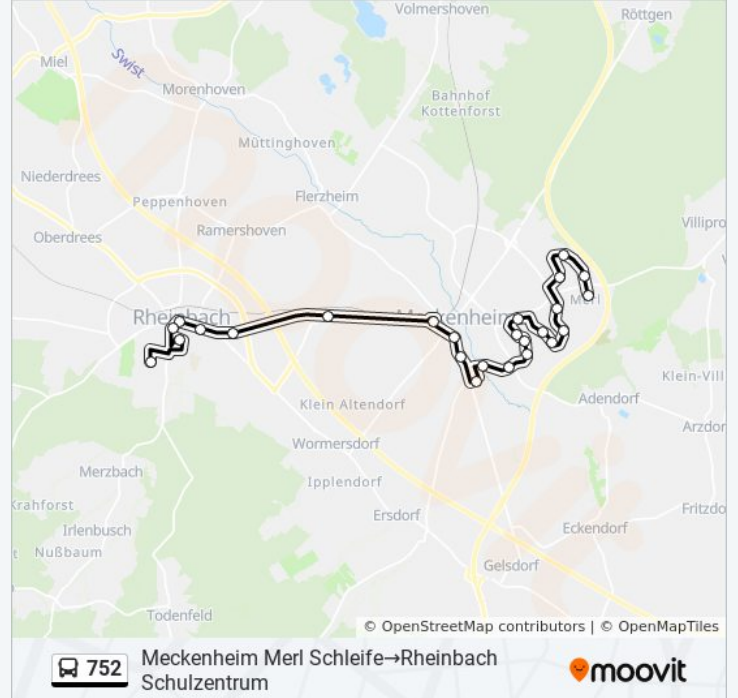 Volmershoven
Röttgen
Miel
Swist
Morenhoven
Bahnhof
Kottenforst
Müttinghoven
Niederdrees
Flerzheim
Peppenhoven
Villipro
Ramershoven
Oberdrees
Merl
Rheinbach
Meckenheim
Klein-Vill
Adendorf
Klein Altendorf
Arzdor
Wormersdorf
Merzbach
Ipplendorf
Krahforst
Fritzdo
Ersdorf
Irlenbusch
Eckendorf
t Nußbaum
Gelsdorf
Todenfeld
© OpenStreetMap contributors | © OpenMapTiles
752
Meckenheim Merl Schleife→Rheinbach
Schulzentrum
moovit